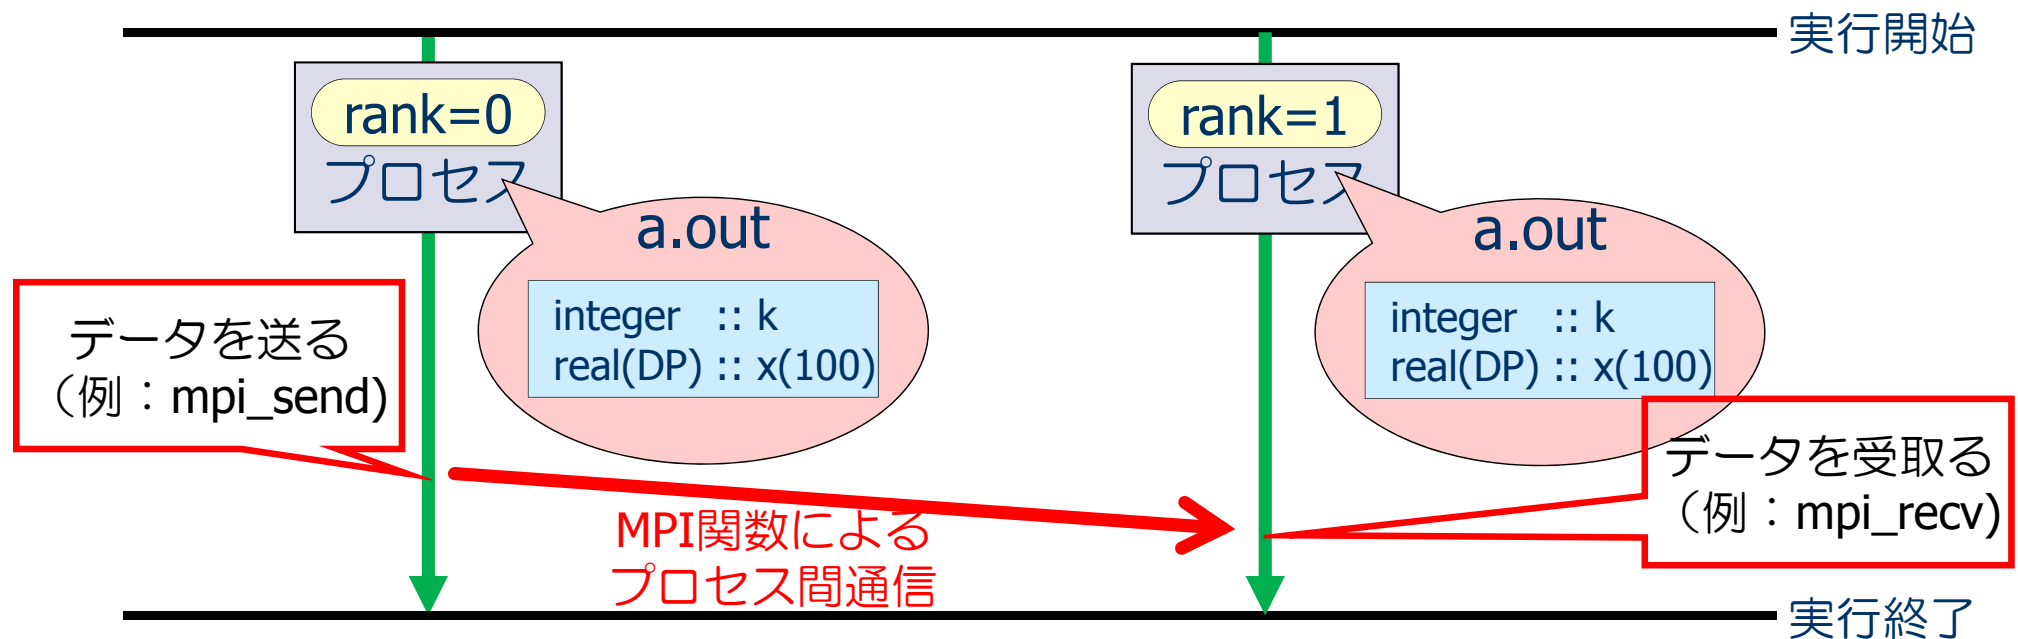 実行開始
rank=0
プロセス
a.out
integer :: k
real(DP) :: x(100)
rank=1
プロセス
a.out
integer :: k
real(DP) :: x(100)
データを送る
（例：mpi_send)
MPI関数による
プロセス間通信
データを受取る
（例：mpi_recv)
実行終了